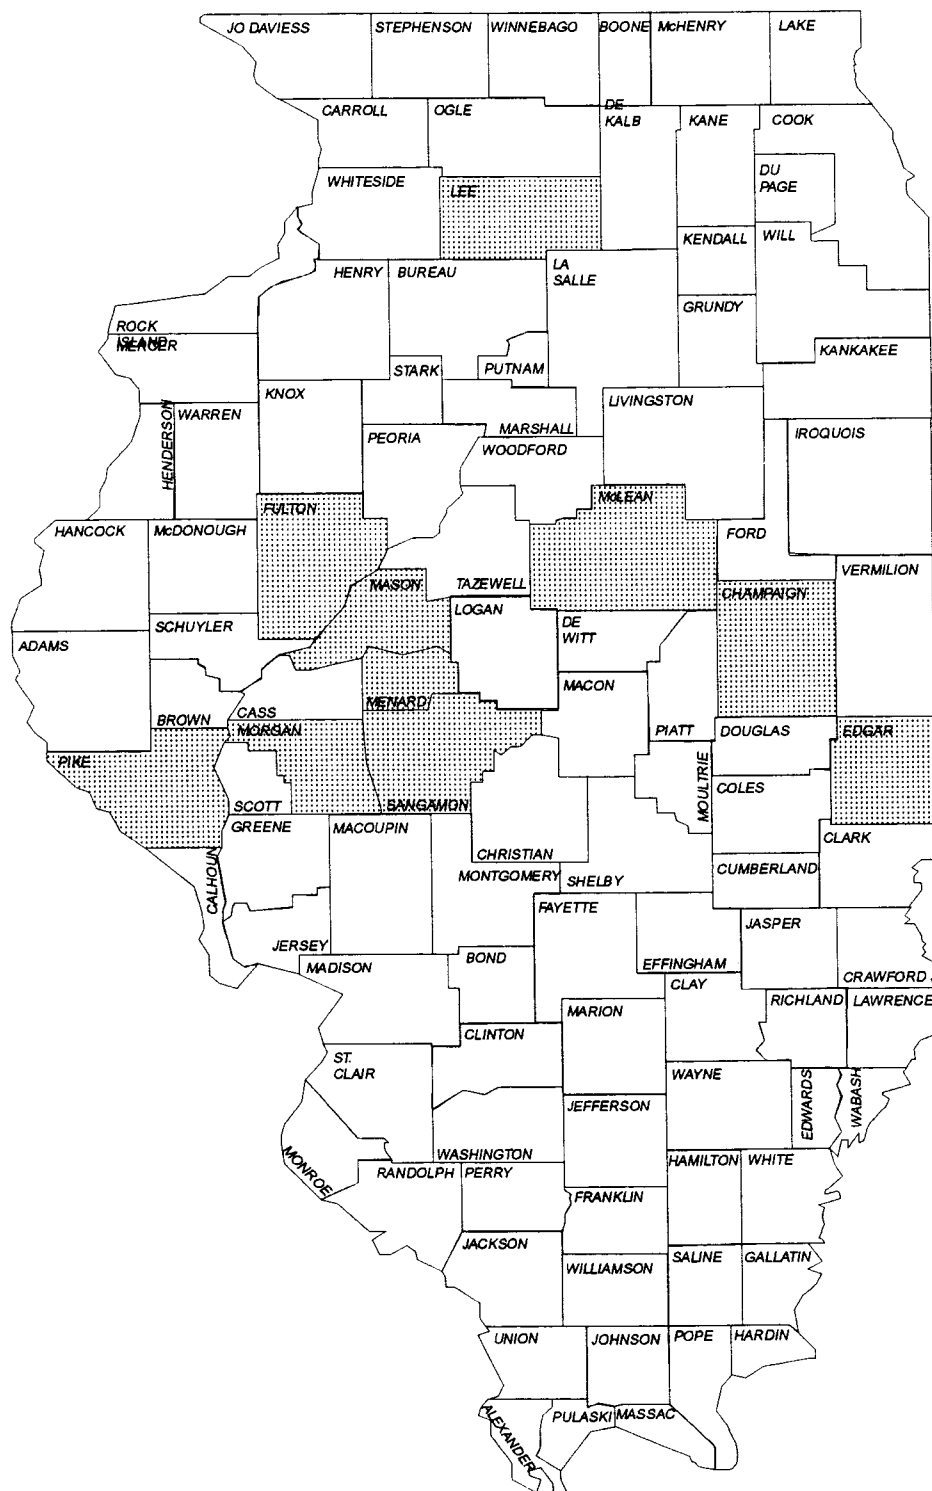 JO DAVIESS
STEPHENSON
WINNEBAGO
BOONE
McHENRY
LAKE
CARROLL
OGLE
DE
KALB
KANE
COOK
DU
PAGE
WHITESIDE
LEE
KENDALL
WILL
HENRY
BUREAU
LA
SALLE
GRUNDY
ROCK
ISLAND
MERCER
KANKAKEE
STARK
PUTNAM
KNOX
LIVINGSTON
HENDERSON
WARREN
PEORIA
MARSHALL
WOODFORD
IROQUOIS
McLEAN
FULTON
HANCOCK
McDONOUGH
FORD
VERMILION
MASON
TAZEWELL
CHAMPAIGN
LOGAN
DE
WITT
SCHUYLER
ADAMS
MACON
MENARD
CASS
BROWN
MORGAN
PIATT
DOUGLAS
EDGAR
PIKE
MOULTRIE
COLES
SCOTT
SANGAMON
GREENE
MACOUPIN
CLARK
CHRISTIAN
CALHOUN
MONTGOMERY
SHELBY
CUMBERLAND
FAYETTE
JASPER
JERSEY
BOND
MADISON
EFFINGHAM
CLAY
CRAWFORD
RICHLAND
LAWRENCE
MARION
CLINTON
ST.
CLAIR
WAYNE
EDWARDS
WABASH
JEFFERSON
WASHINGTON
MONROE
RANDOLPH
PERRY
HAMILTON
WHITE
FRANKLIN
JACKSON
WILLIAMSON
SALINE
GALLATIN
UNION
JOHNSON
POPE
HARDIN
ALEXANDER
PULASKI
MASSAC